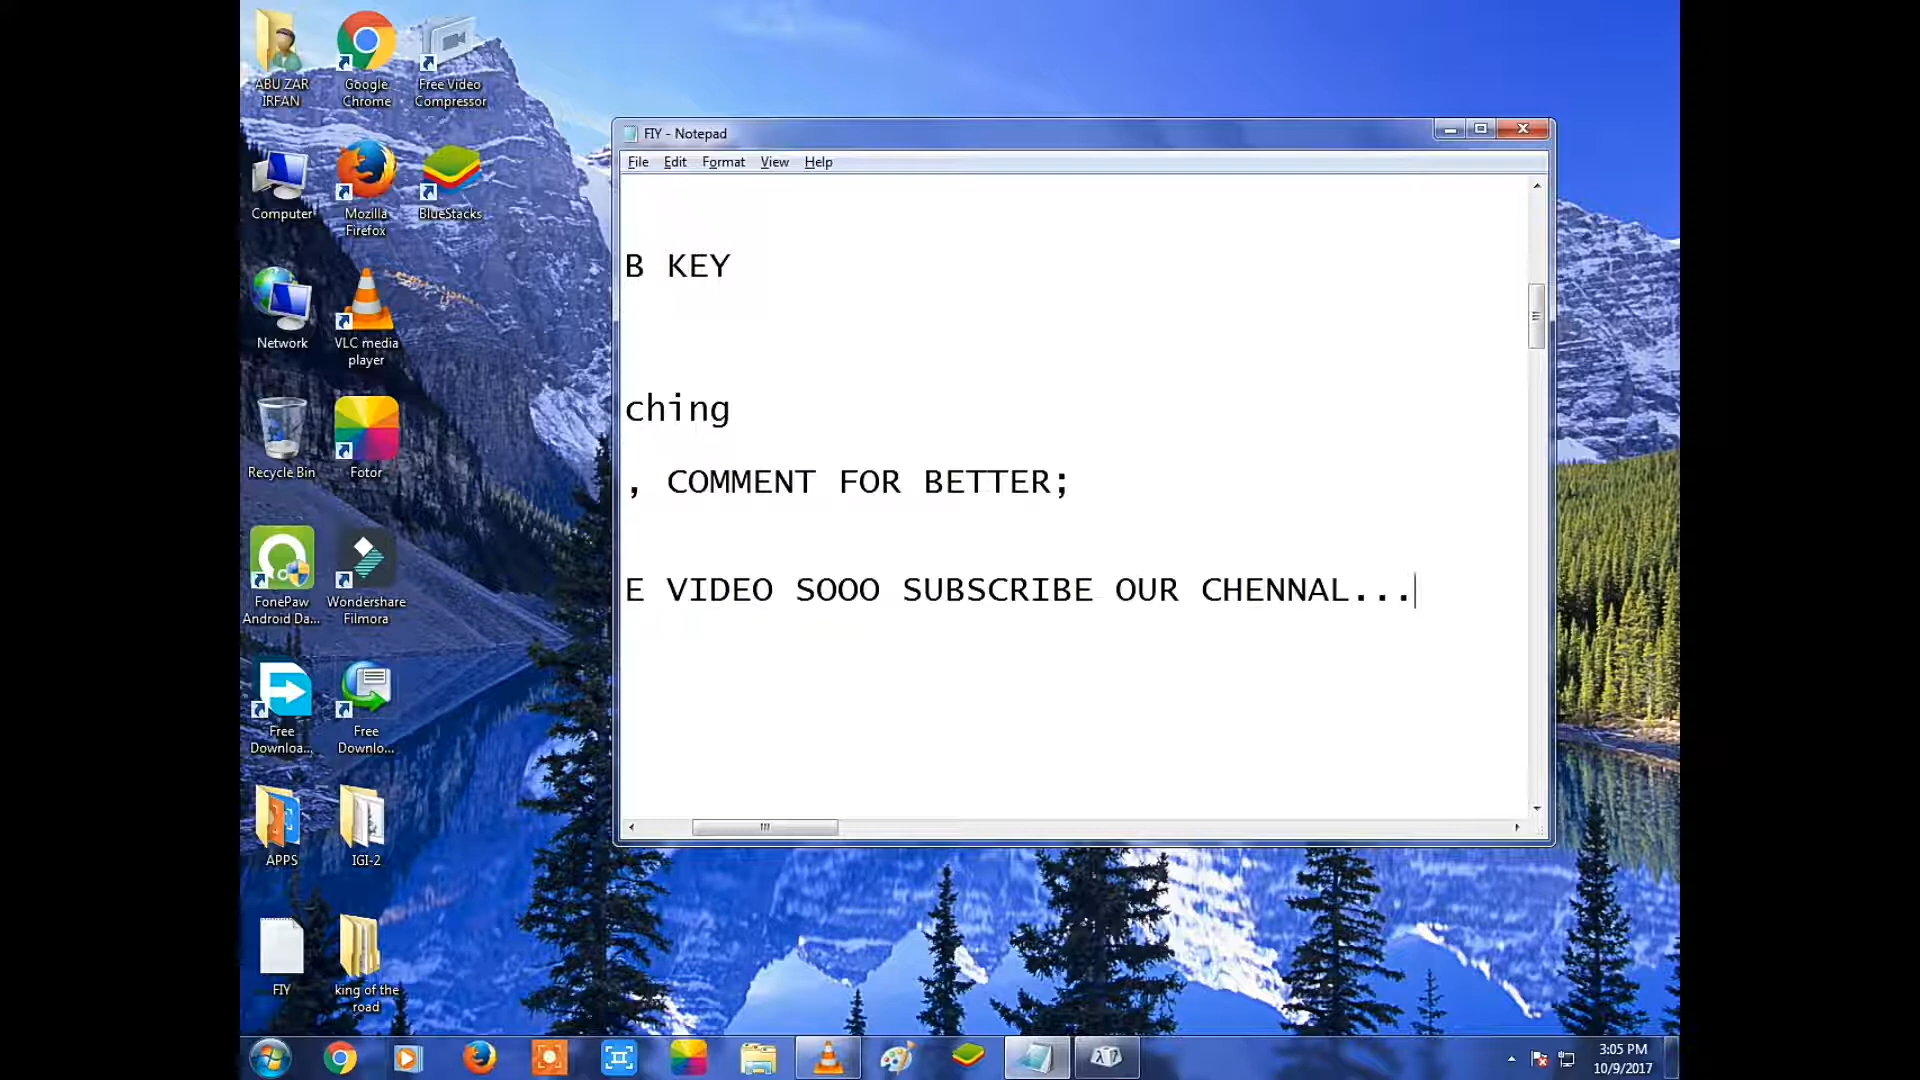 ABU ZAR
IRFAN
Google
Chrome
Free Video
Compressor
Computer
Mozilla
Firefox
BlueStacks
Network
VLC media
player
Recycle Bin
Fotor
FonePaw
Android Da...
Wondershare
Filmora
Free
Downloa...
Free
Downlo...
APPS
IGI-2
FIY
king of the
road
FIY - Notepad
File Edit Format View Help
B KEY
ching
, COMMENT FOR BETTER;
E VIDEO SOOO SUBSCRIBE OUR CHENNAL...
3:05 PM
10/9/2017